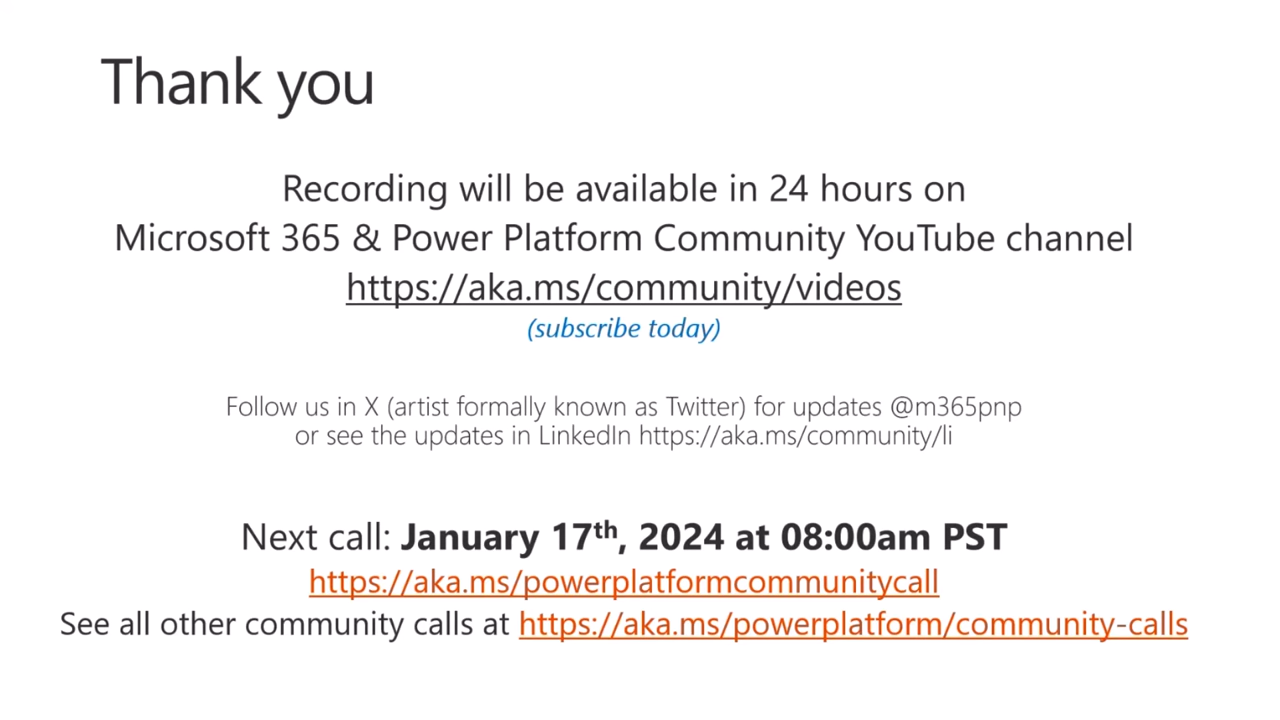 Thank you
Recording will be available in 24 hours on
Microsoft 365 & Power Platform Community YouTube channel
https://aka.ms/community/videos
(subscribe today)
Follow us in X (artist formally known as Twitter) for updates @m365pnp
or see the updates in LinkedIn https://aka.ms/community/li
Next call: January 17th, 2024 at 08:00am PST
https://aka.ms/powerplatformcommunitycall
See all other community calls at https://aka.ms/powerplatform/community-calls